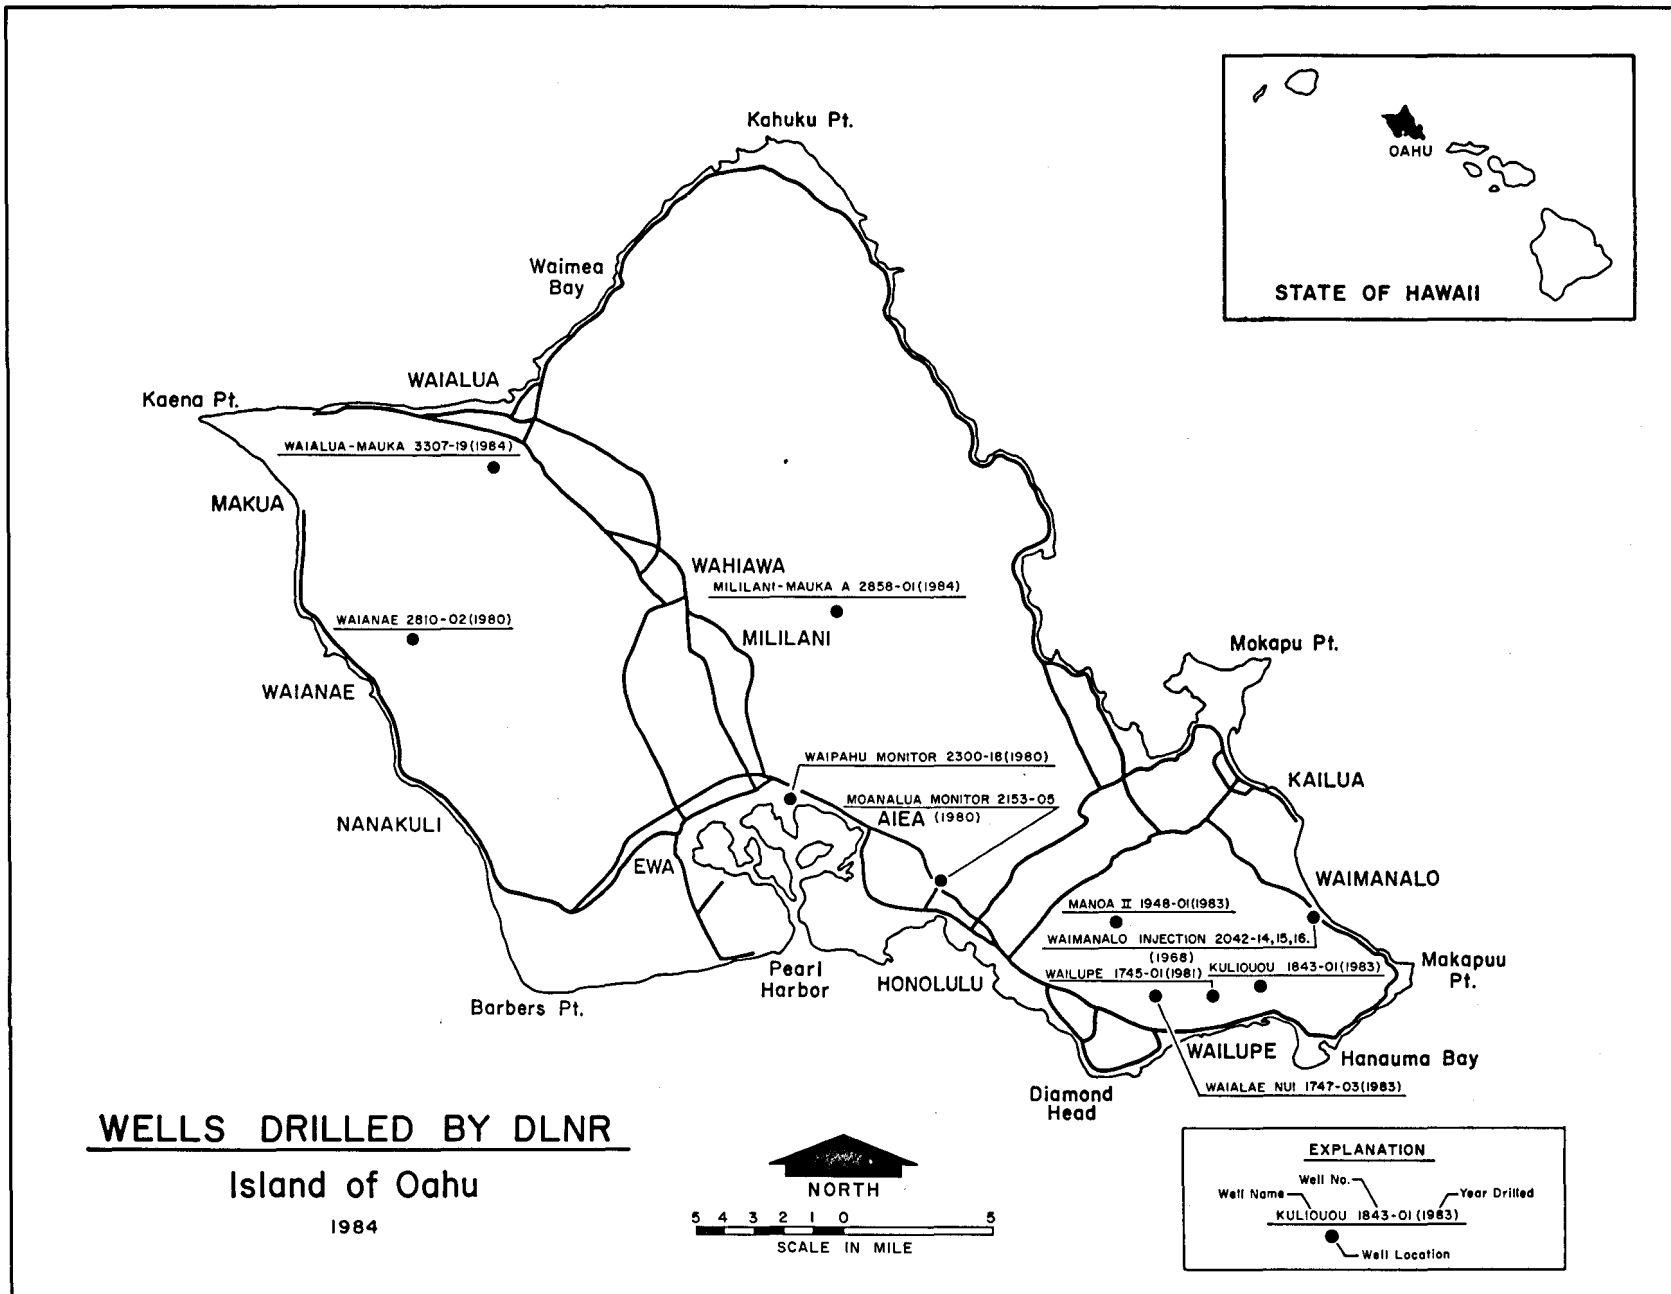 Kahuku Pt.
OAHU
STATE OF HAWAII
Waimea
Bay
WAIALUA
Kaena Pt.
WAIALUA-MAUKA 3307-19(1984)
MAKUA
WAHIAWA
MILILANI-MAUKA A 2858-01(1984)
WAIANAE 2810-02(1980)
MILILANI
Mokapu Pt.
WAIANAE
WAIPAHU MONITOR 2300-18(1980)
KAILUA
MOANALUA MONITOR 2153-05
(1980)
AIEA
NANAKULI
EWA
WAIMANALO
MANOA II 1948-01(1983)
WAIMANALO INJECTION 2042-14,15,16.
(1968)
Makapuu
Pt.
WAILUPE 1745-01(1981)
KULIOUOU 1843-01(1983)
Pearl
Harbor
HONOLULU
Barbers Pt.
WAILUPE
Hanauma Bay
WAIALAE NUI 1747-03(1983)
Diamond
Head
WELLS DRILLED BY DLNR
Island of Oahu
1984
NORTH
5 4 3 2 1 0 5
SCALE IN MILE
EXPLANATION
Well No.
Well Name
Year Drilled
KULIOUOU 1843-01(1983)
Well Location